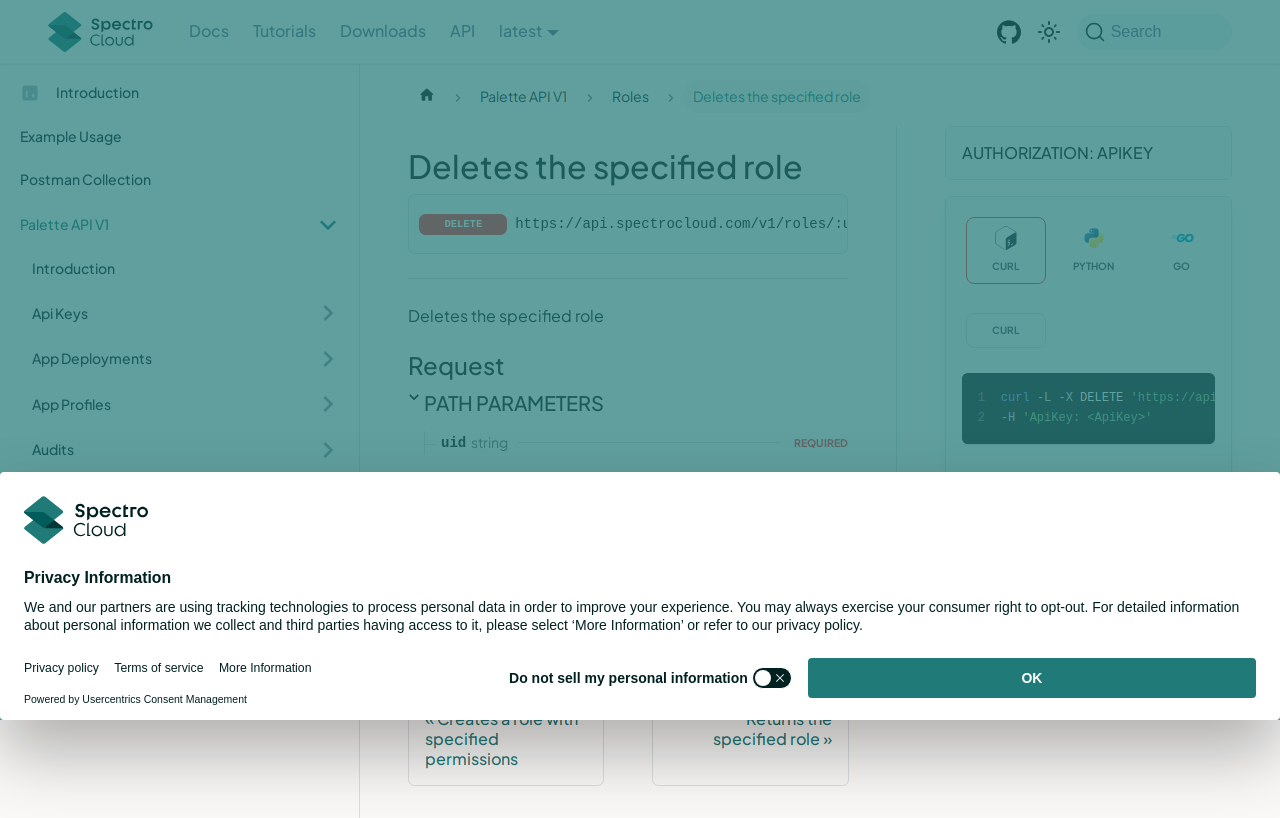 Spectro
Cloud
Docs
Tutorials
Downloads
API
latest
Search
Introduction
Example Usage
Postman Collection
Palette API V1
Introduction
Api Keys
App Deployments
App Profiles
Audits
Palette API V1
Roles
Deletes the specified role
Deletes the specified role
DELETE https://api.spectrocloud.com/v1/roles/:u
Deletes the specified role
Request
PATH PARAMETERS
uid string REQUIRED
AUTHORIZATION: APIKEY
CURL PYTHON GO
CURL
1 curl -L -X DELETE 'https://api
2 -H 'ApiKey: <ApiKey>'
Spectro
Cloud
Privacy Information
We and our partners are using tracking technologies to process personal data in order to improve your experience. You may always exercise your consumer right to opt-out. For detailed information
about personal information we collect and third parties having access to it, please select ‘More Information’ or refer to our privacy policy.
Privacy policy Terms of service More Information
Powered by Usercentrics Consent Management
Do not sell my personal information
OK
« Creates a role with
specified
permissions
Returns the
specified role »